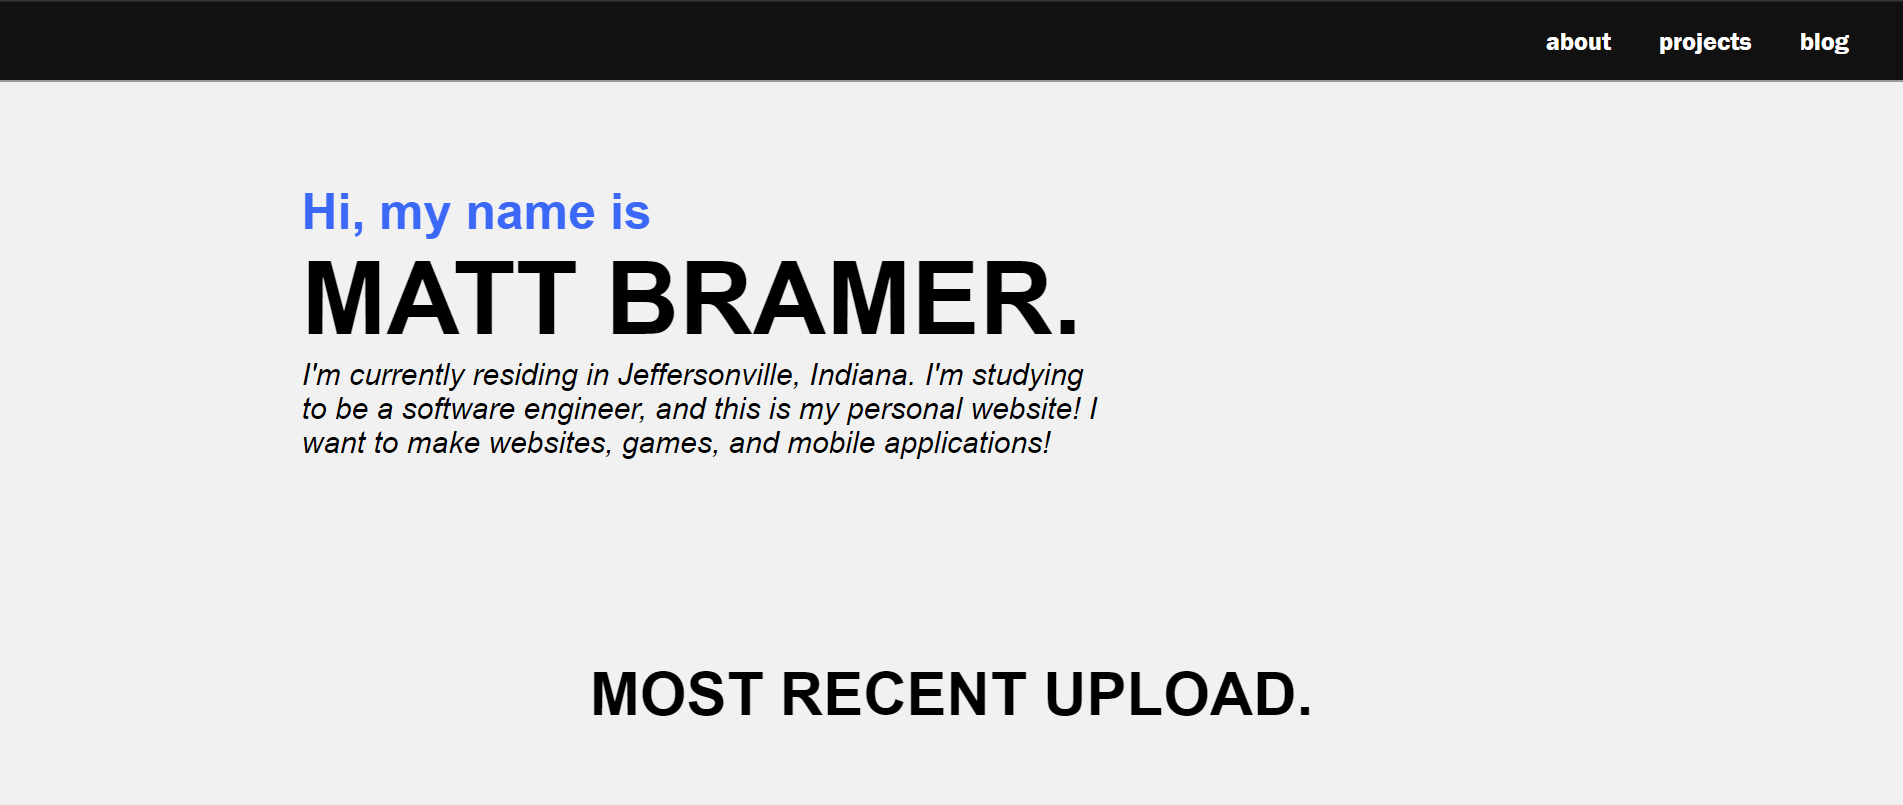 about projects blog
Hi, my name is
MATT BRAMER.
I'm currently residing in Jeffersonville, Indiana. I'm studying
to be a software engineer, and this is my personal website! I
want to make websites, games, and mobile applications!
MOST RECENT UPLOAD.